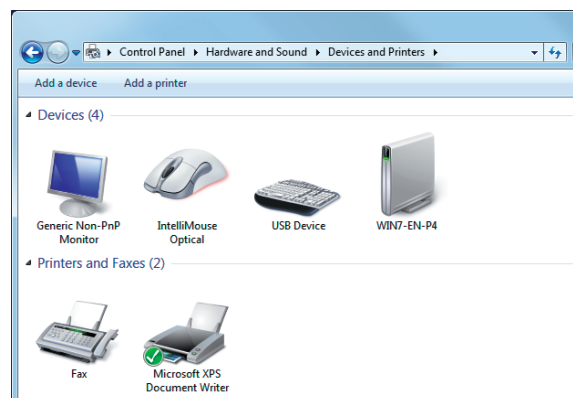 Control Panel ▸ Hardware and Sound ▸ Devices and Printers ▸
Add a device Add a printer
Devices (4)
Generic Non-PnP
Monitor
IntelliMouse
Optical
USB Device
WIN7-EN-P4
Printers and Faxes (2)
Fax
Microsoft XPS
Document Writer